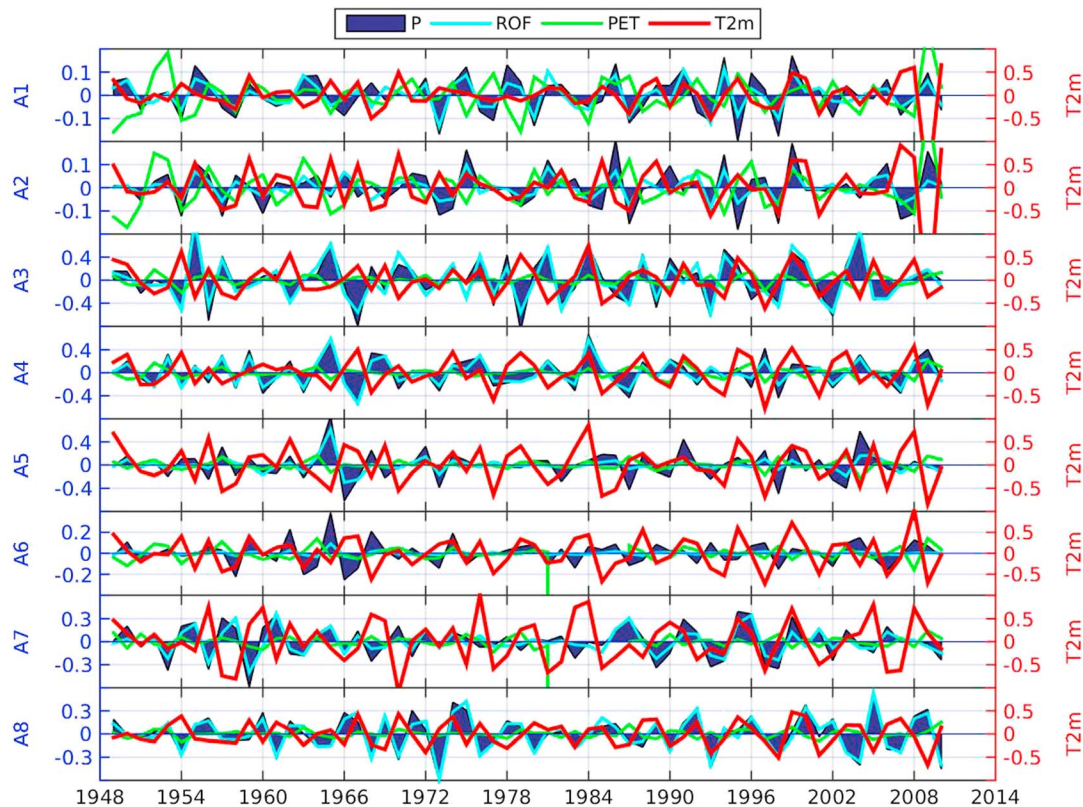 P ROF PET T2m
0.1 0.5
A1 0 0 T2m
-0.1 -0.5
0.1 0.5
A2 0 0 T2m
-0.1 -0.5
0.4 0.5
A3 0 0 T2m
-0.4 -0.5
0.4 0.5
A4 0 0 T2m
-0.4 -0.5
0.4 0.5
A5 0 0 T2m
-0.4 -0.5
0.2 0.5
A6 0 0 T2m
-0.2 -0.5
0.3 0.5
A7 0 0 T2m
-0.3 -0.5
0.3 0.5
A8 0 0 T2m
-0.3 -0.5
1948 1954 1960 1966 1972 1978 1984 1990 1996 2002 2008 2014